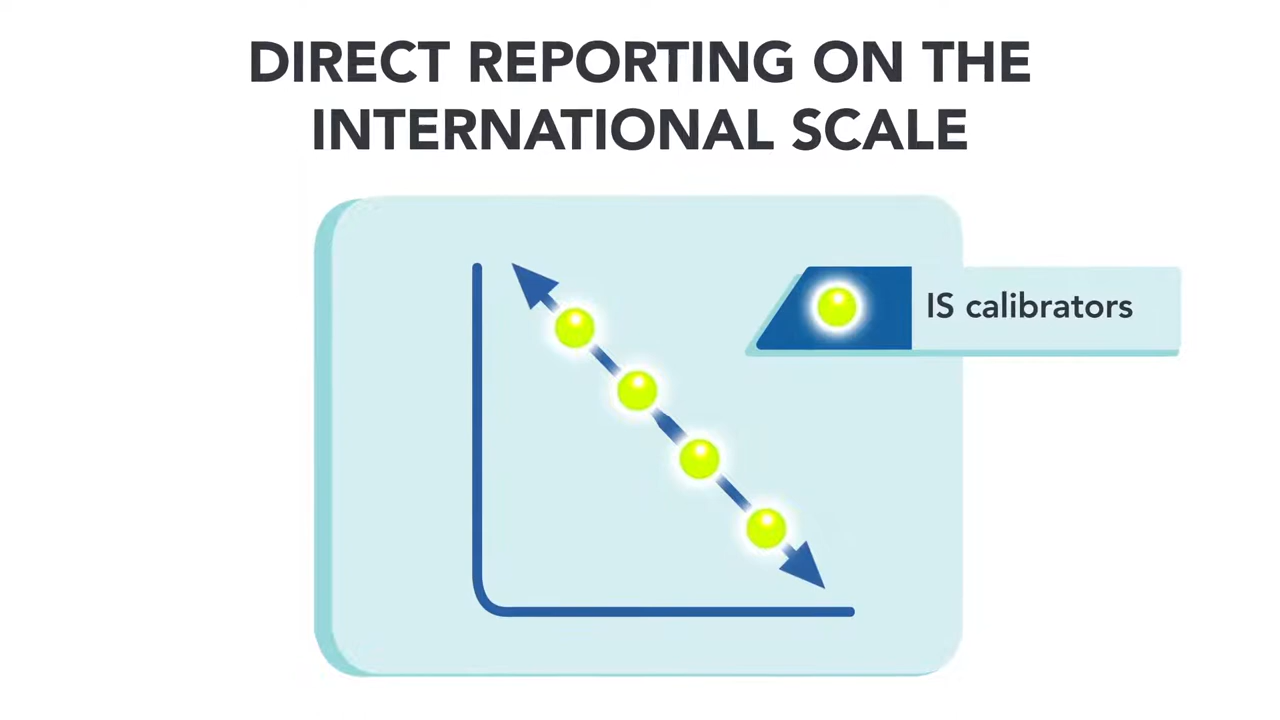 DIRECT REPORTING ON THE
INTERNATIONAL SCALE
IS calibrators